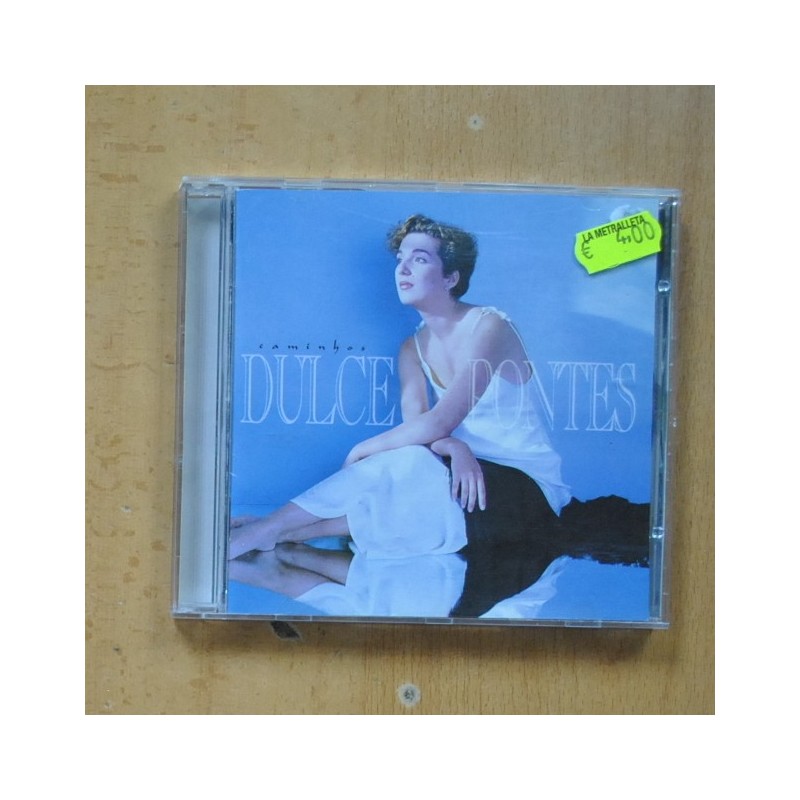 LA METRALLETA
€ 4,00
caminhos
DULCE PONTES